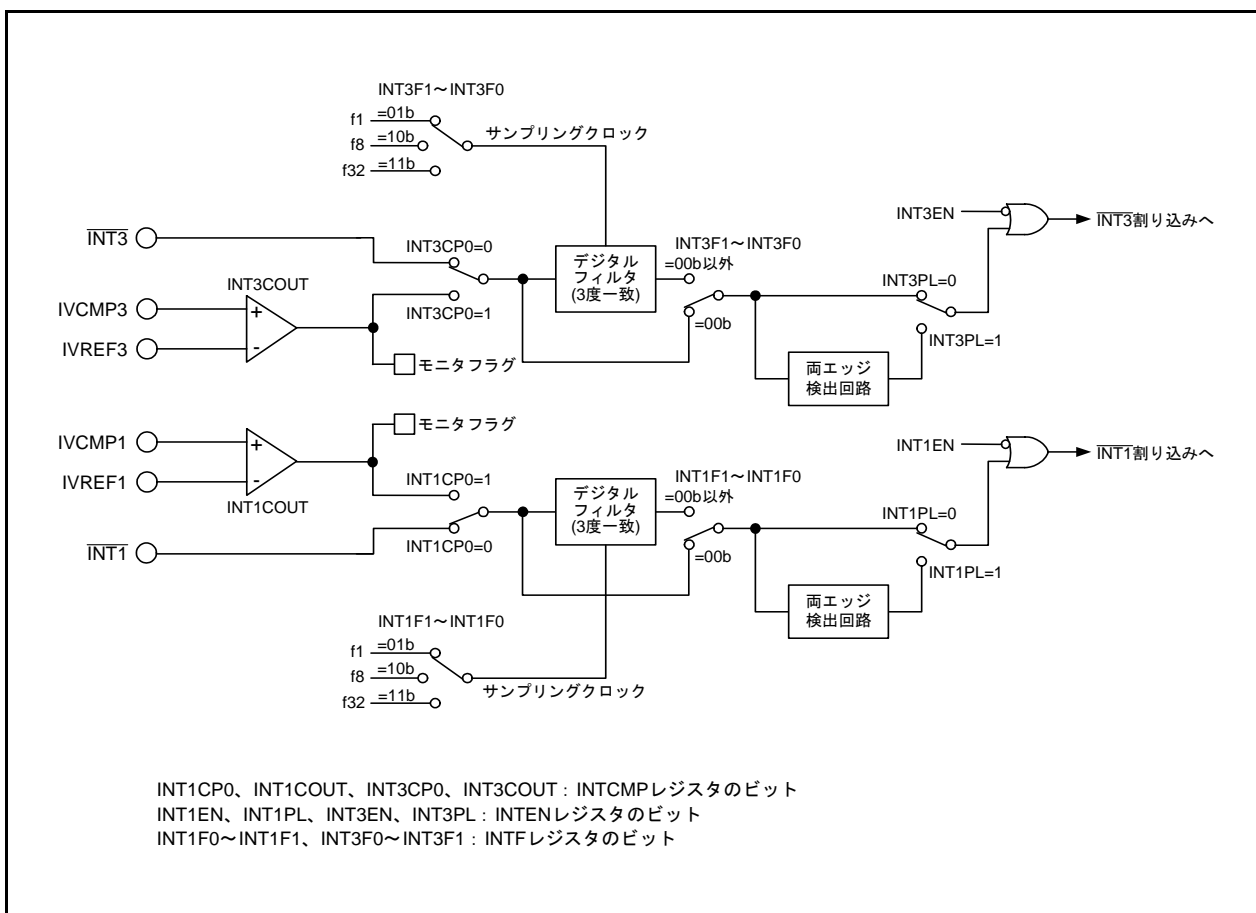 INT3F1～INT3F0
f1 =01b
f8 =10b
f32 =11b
サンプリングクロック
INT3
INT3CP0=0
INT3COUT
IVCMP3
+
IVREF3
-
INT3CP0=1
モニタフラグ
デジタル
フィルタ
(3度一致)
INT3F1～INT3F0
=00b以外
=00b
INT3EN
INT3割り込みへ
INT3PL=0
INT3PL=1
両エッジ
検出回路
モニタフラグ
IVCMP1
+
IVREF1
-
INT1COUT
INT1CP0=1
INT1
INT1CP0=0
デジタル
フィルタ
(3度一致)
INT1F1～INT1F0
=00b以外
=00b
INT1EN
INT1割り込みへ
INT1PL=0
INT1PL=1
両エッジ
検出回路
INT1F1～INT1F0
f1 =01b
f8 =10b
f32 =11b
サンプリングクロック
INT1CP0、INT1COUT、INT3CP0、INT3COUT : INTCMPレジスタのビット
INT1EN、INT1PL、INT3EN、INT3PL : INTENレジスタのビット
INT1F0～INT1F1、INT3F0～INT3F1 : INTFレジスタのビット